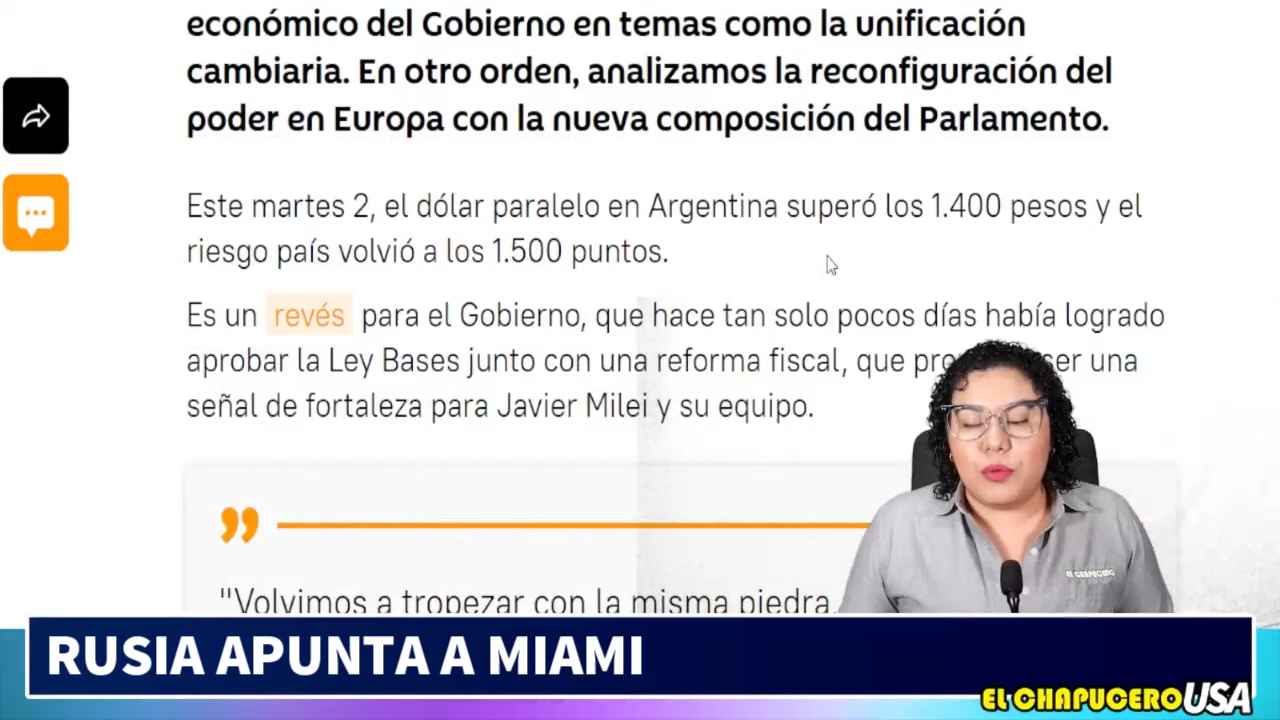 económico del Gobierno en temas como la unificación
cambiaria. En otro orden, analizamos la reconfiguración del
poder en Europa con la nueva composición del Parlamento.
Este martes 2, el dólar paralelo en Argentina superó los 1.400 pesos y el
riesgo país volvió a los 1.500 puntos.
Es un revés para el Gobierno, que hace tan solo pocos días había logrado
aprobar la Ley Bases junto con una reforma fiscal, que ser una
señal de fortaleza para Javier Milei y su equipo.
"Volvimos a tropezar con la misma piedra.
EL CHAPUCERO
RUSIA APUNTA A MIAMI
EL CHAPUCERO USA